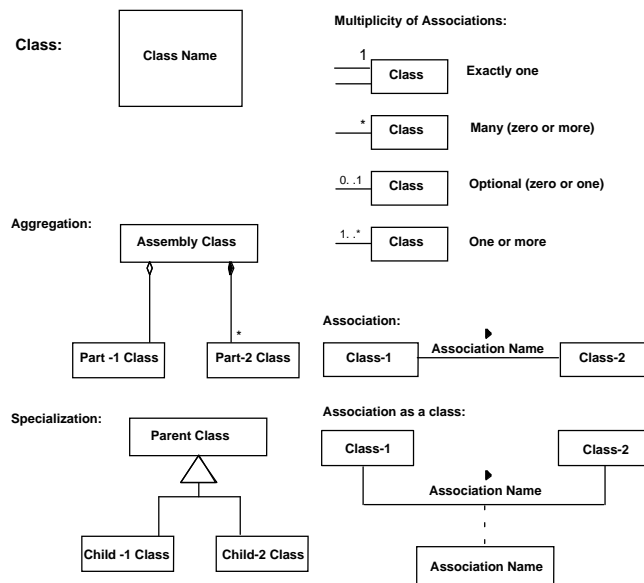 Class:
Class Name
Multiplicity of Associations:
1
Class
Exactly one
*
Class
Many (zero or more)
0. .1
Class
Optional (zero or one)
1. .*
Class
One or more
Aggregation:
Assembly Class
*
Part -1 Class
Part-2 Class
Association:
Class-1
Association Name
Class-2
Specialization:
Parent Class
Child -1 Class
Child-2 Class
Association as a class:
Class-1
Class-2
Association Name
Association Name